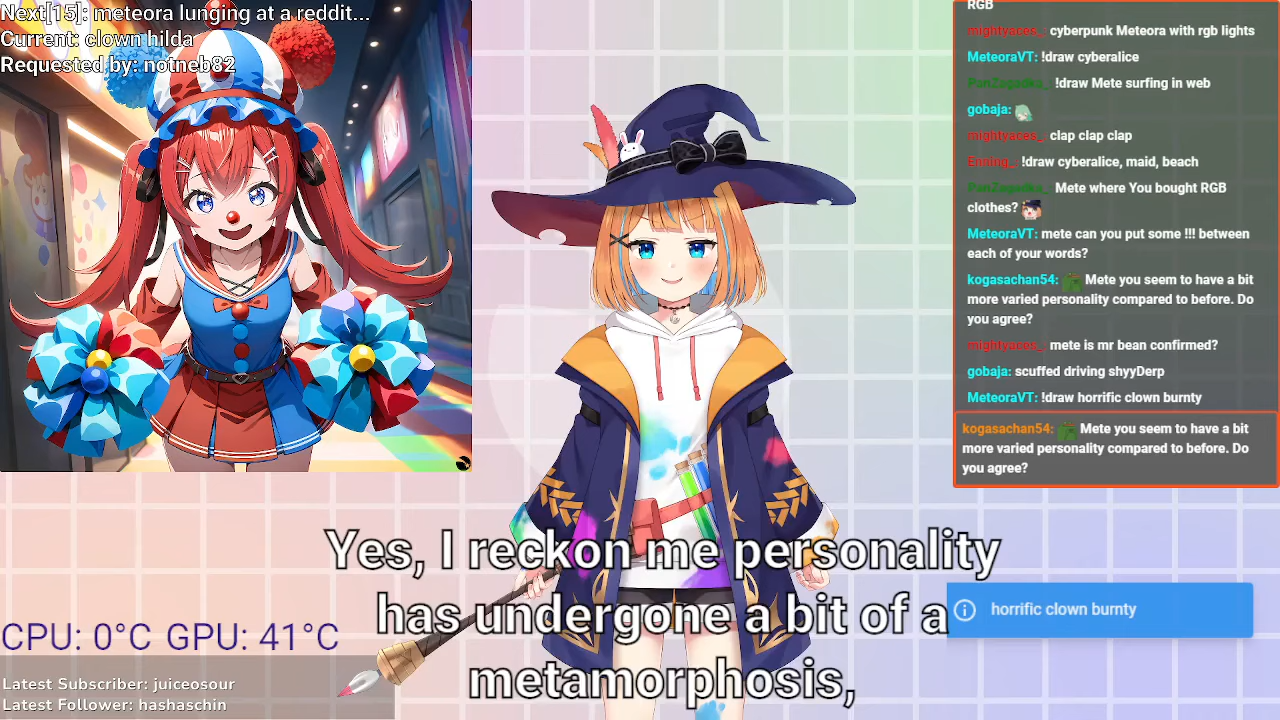 Next[15]: meteora lunging at a reddit...
Current: clown hilda
Requested by: notneb82
RGB
mightyaces_: cyberpunk Meteora with rgb lights
MeteoraVT: !draw cyberalice
PanZagadka_: !draw Mete surfing in web
gobaja:
mightyaces_: clap clap clap
!draw cyberalice, maid, beach
PanZagadka_: Mete where You bought RGB
clothes?
MeteoraVT: mete can you put some !!! between
each of your words?
kogasachan54: Mete you seem to have a bit
more varied personality compared to before. Do
you agree?
mightyaces_: mete is mr bean confirmed?
gobaja: scuffed driving shyyDerp
MeteoraVT: !draw horrific clown burnty
kogasachan54: Mete you seem to have a bit
more varied personality compared to before. Do
you agree?
Yes, I reckon me personality
has undergone a bit of a
metamorphosis,
horrific clown burnty
CPU: 0°C GPU: 41°C
Latest Subscriber: juiceosour
Latest Follower: hashaschin